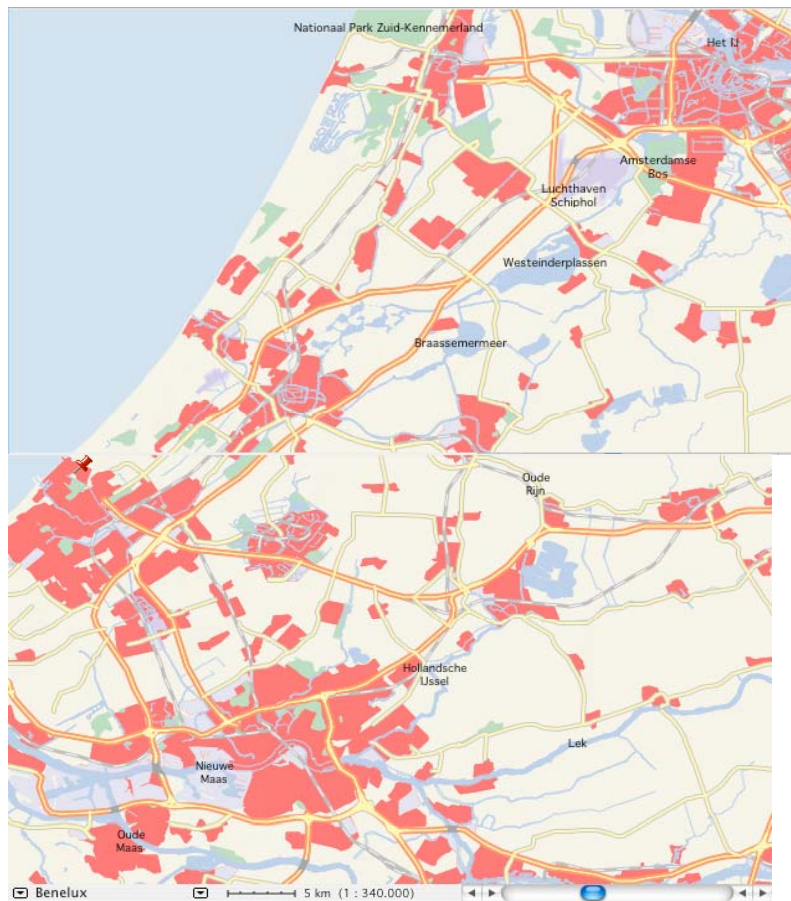 Nationaal Park Zuid-Kennemerland
Het IJ
Amsterdamse
Bos
Luchthaven
Schiphol
Westeinderplassen
Braassemermeer
Oude
Rijn
Hollandsche
IJssel
Lek
Nieuwe
Maas
Oude
Maas
Benelux
5 km (1 : 340.000)